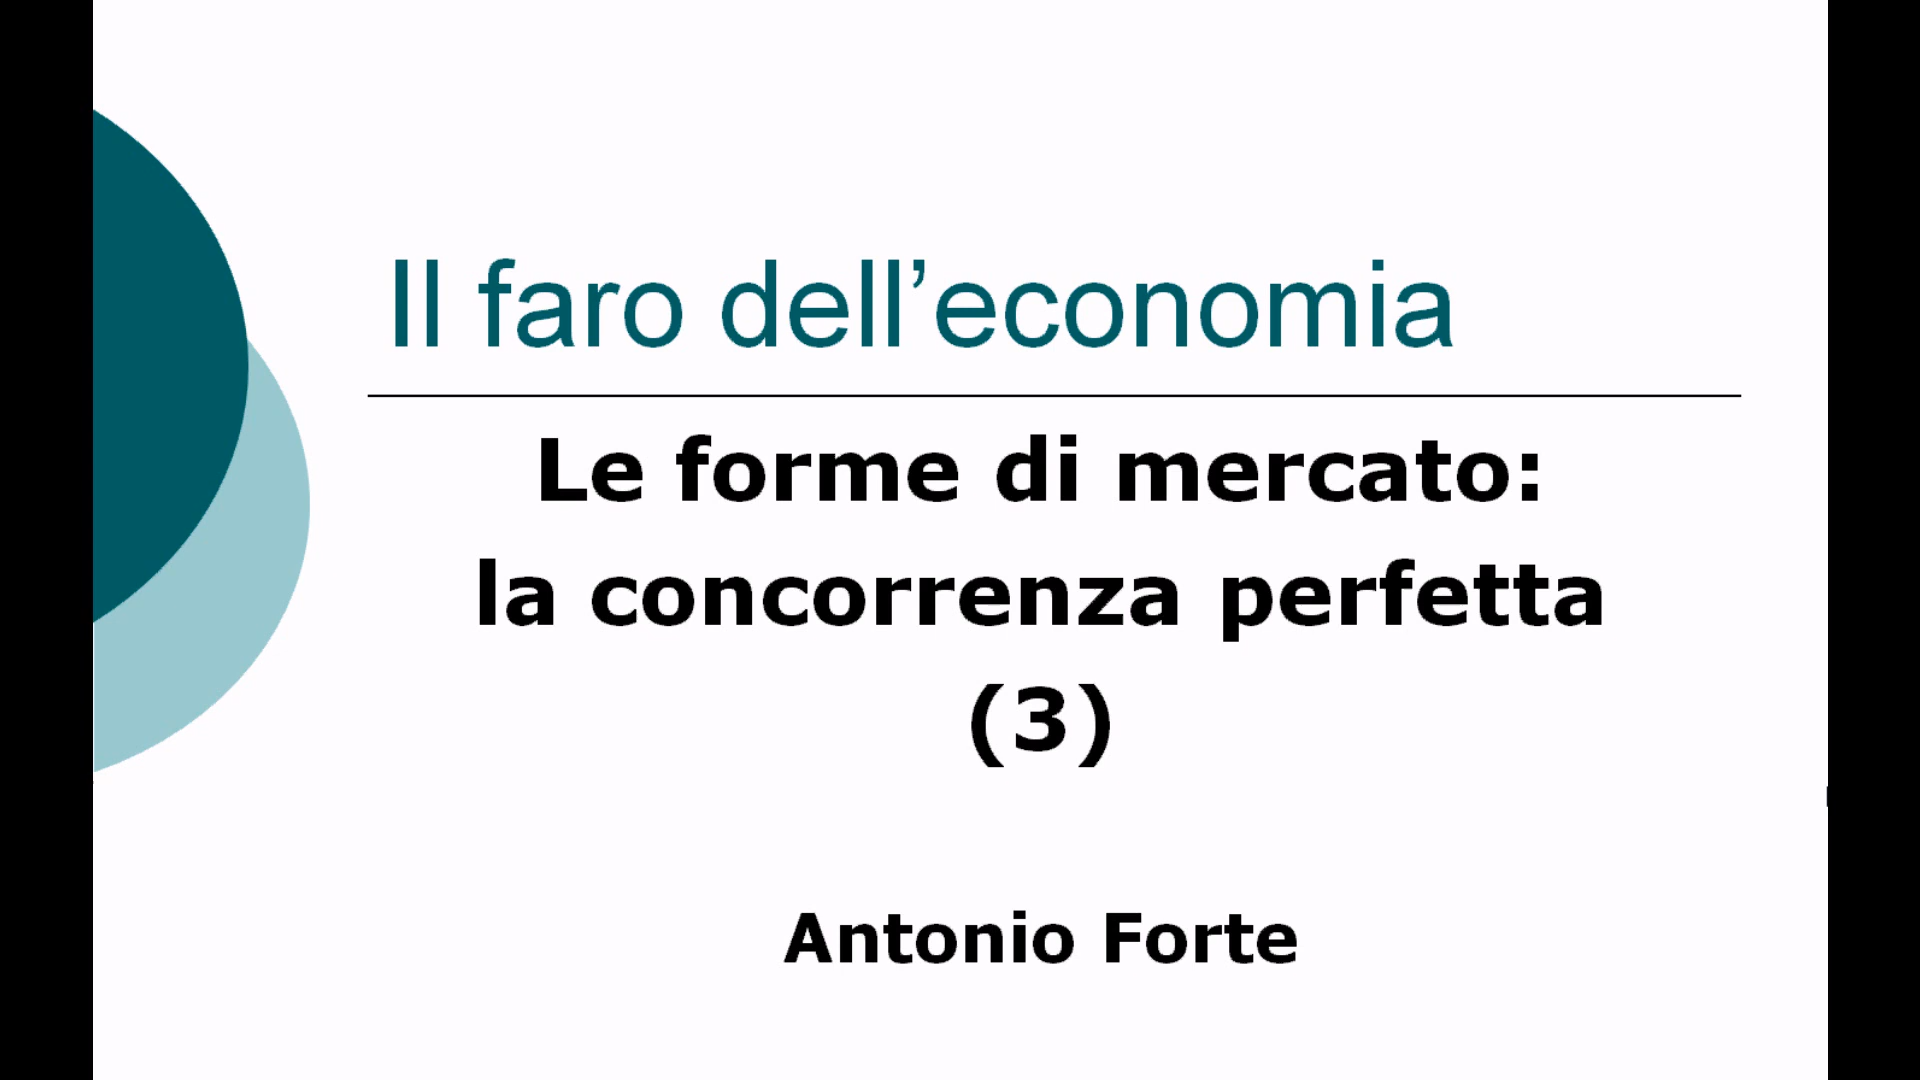 Il faro dell’economia
Le forme di mercato:
la concorrenza perfetta
(3)
Antonio Forte